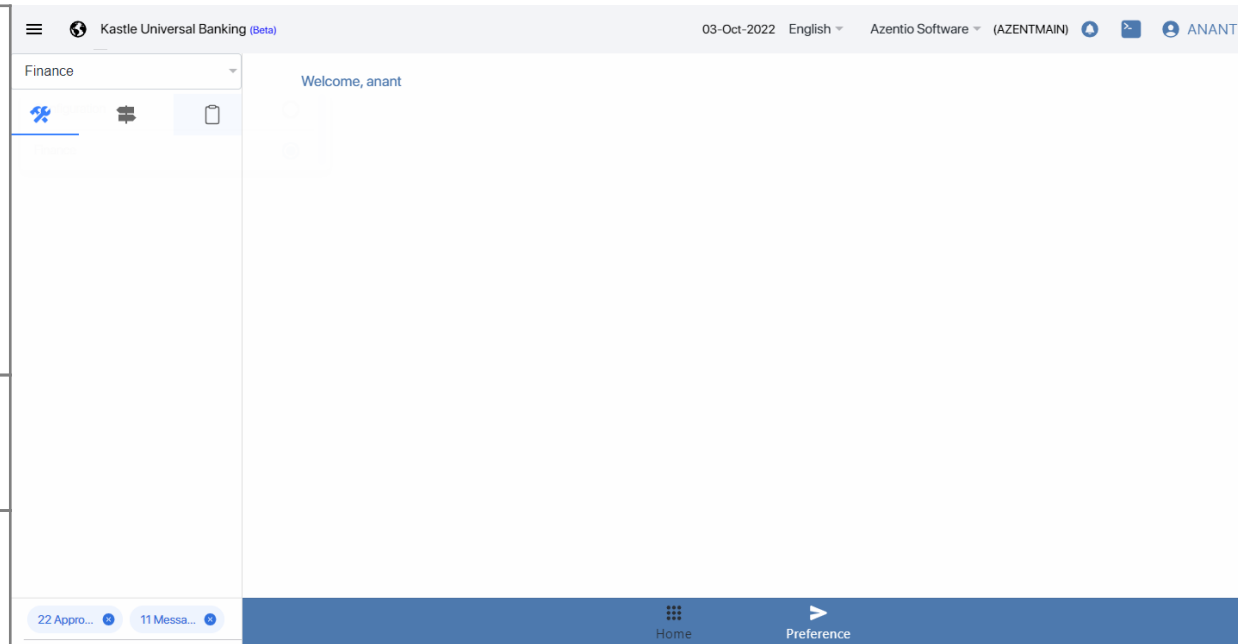 Kastle Universal Banking (Beta) 03-Oct-2022 English Azentio Software (AZENTMAIN) ANANT
Finance
Welcome, anant
22 Appro... 11 Messa...
Home Preference